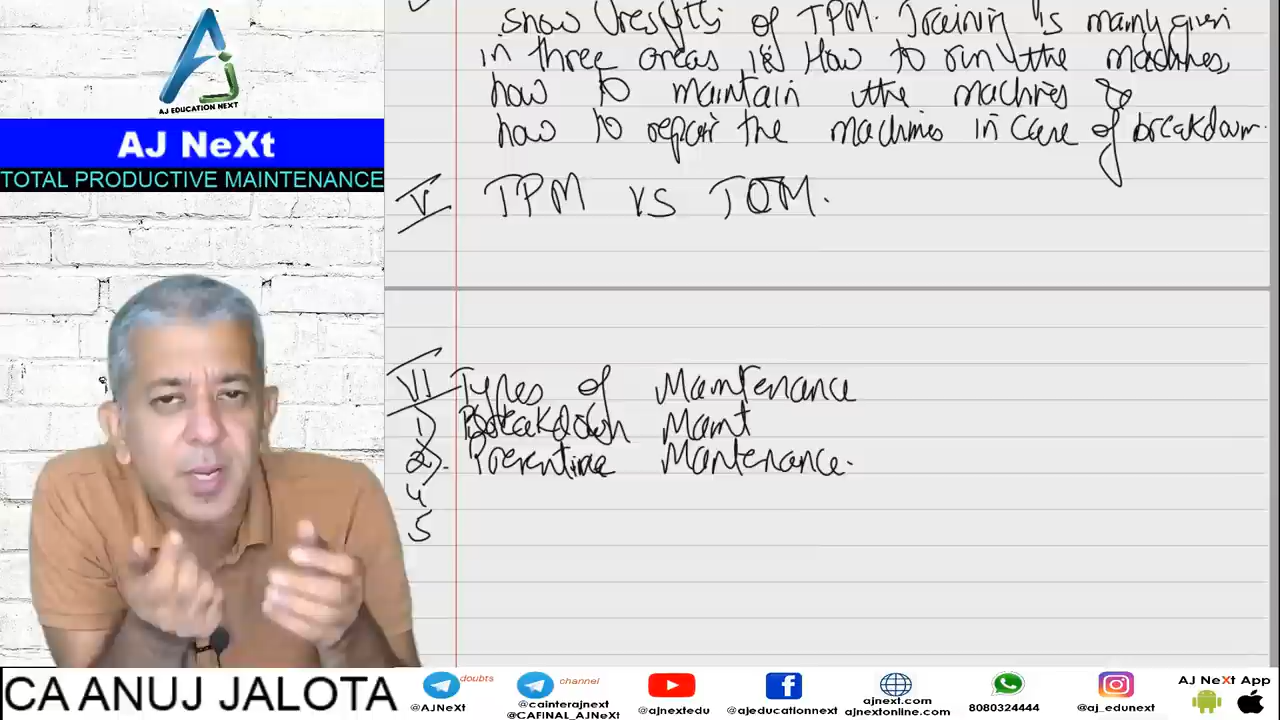 show results of TPM. Training is mainly given
in three areas is How to run the machines,
how to maintain the machines &
how to repair the machines in case of breakdown.
V TPM VS TQM.
VI Types of Maintenance
1) Breakdown Maint
2). Preventive Maintenance.
4
5
AJ
AJ EDUCATION NEXT
AJ NeXt
TOTAL PRODUCTIVE MAINTENANCE
CA ANUJ JALOTA
doubts
@AJNeXt
channel
@cainterajnext
@CAFINAL_AJNeXt
@ajnextedu
@ajeducationnext
ajnext.com
ajnextonline.com
8080324444
@aj_edunext
AJ NeXt App